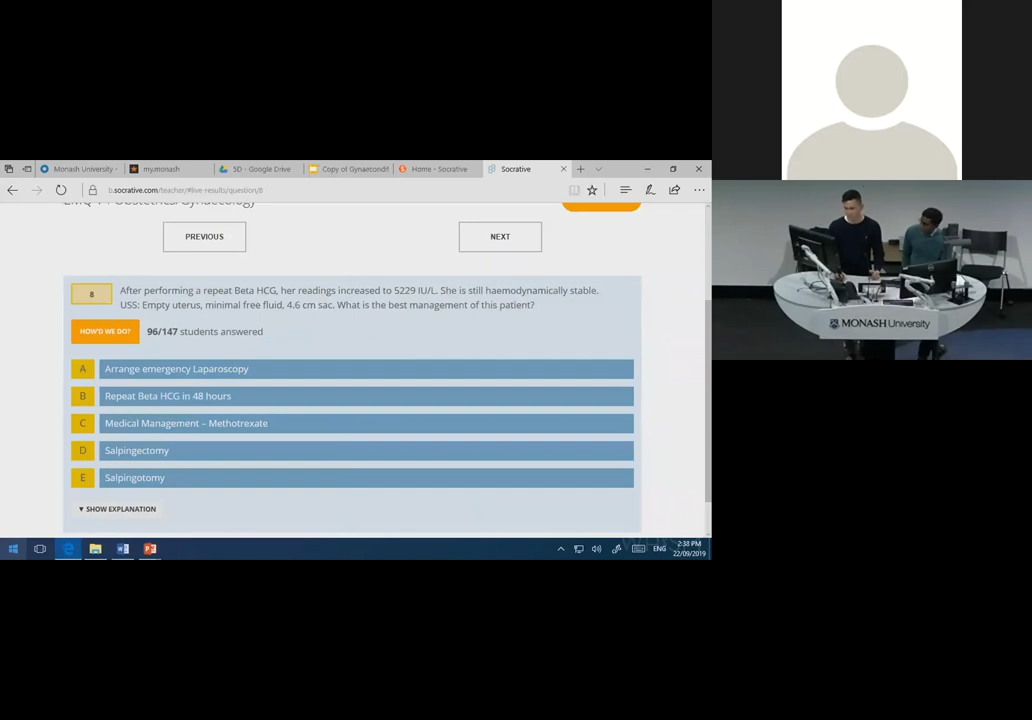 Monash University -
my.monash
5D - Google Drive
Copy of Gynaecondit
Home - Socrative
Socrative
b.socrative.com/teacher/#live-results/question/8
PREVIOUS
NEXT
8
After performing a repeat Beta HCG, her readings increased to 5229 IU/L. She is still haemodynamically stable.
USS: Empty uterus, minimal free fluid, 4.6 cm sac. What is the best management of this patient?
HOW'D WE DO?
96/147 students answered
A Arrange emergency Laparoscopy
B Repeat Beta HCG in 48 hours
C Medical Management – Methotrexate
D Salpingectomy
E Salpingotomy
▼ SHOW EXPLANATION
ENG
2:38 PM
22/09/2019
MONASH University